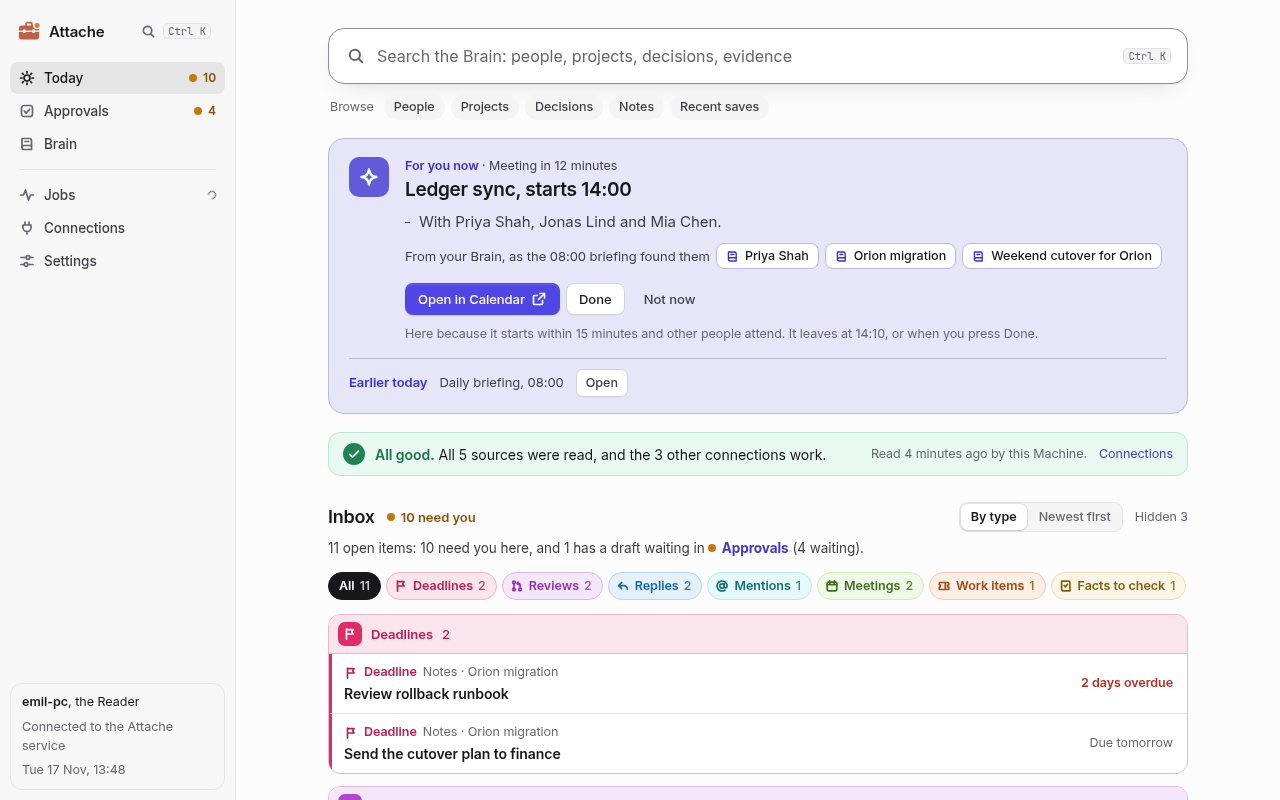 Attache
Ctrl K
Today 10
Approvals 4
Brain
Jobs
Connections
Settings
emil-pc, the Reader
Connected to the Attache
service
Tue 17 Nov, 13:48
Search the Brain: people, projects, decisions, evidence
Ctrl K
Browse People Projects Decisions Notes Recent saves
For you now · Meeting in 12 minutes
Ledger sync, starts 14:00
- With Priya Shah, Jonas Lind and Mia Chen.
From your Brain, as the 08:00 briefing found them Priya Shah Orion migration Weekend cutover for Orion
Open in Calendar Done Not now
Here because it starts within 15 minutes and other people attend. It leaves at 14:10, or when you press Done.
Earlier today Daily briefing, 08:00 Open
All good. All 5 sources were read, and the 3 other connections work. Read 4 minutes ago by this Machine. Connections
Inbox 10 need you By type Newest first Hidden 3
11 open items: 10 need you here, and 1 has a draft waiting in Approvals (4 waiting).
All 11 Deadlines 2 Reviews 2 Replies 2 Mentions 1 Meetings 2 Work items 1 Facts to check 1
Deadlines 2
Deadline Notes · Orion migration
Review rollback runbook
2 days overdue
Deadline Notes · Orion migration
Send the cutover plan to finance
Due tomorrow